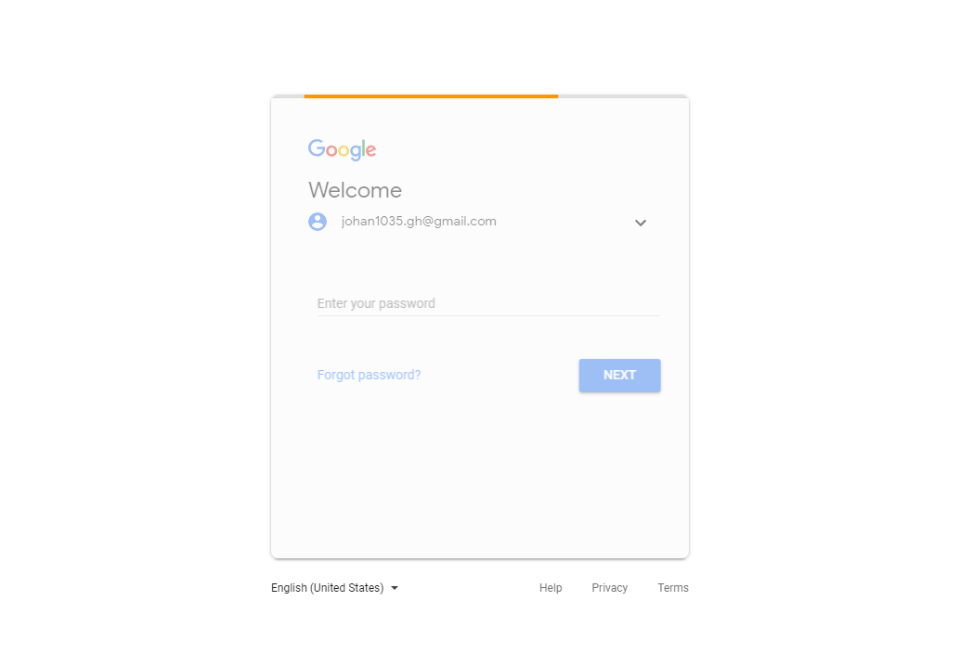 Google
Welcome
johan1035.gh@gmail.com
Enter your password
Forgot password?
NEXT
English (United States)
Help
Privacy
Terms